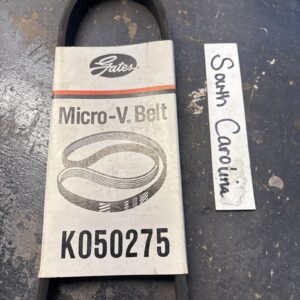 Gates
Micro-V. Belt
K050275
South Carolina